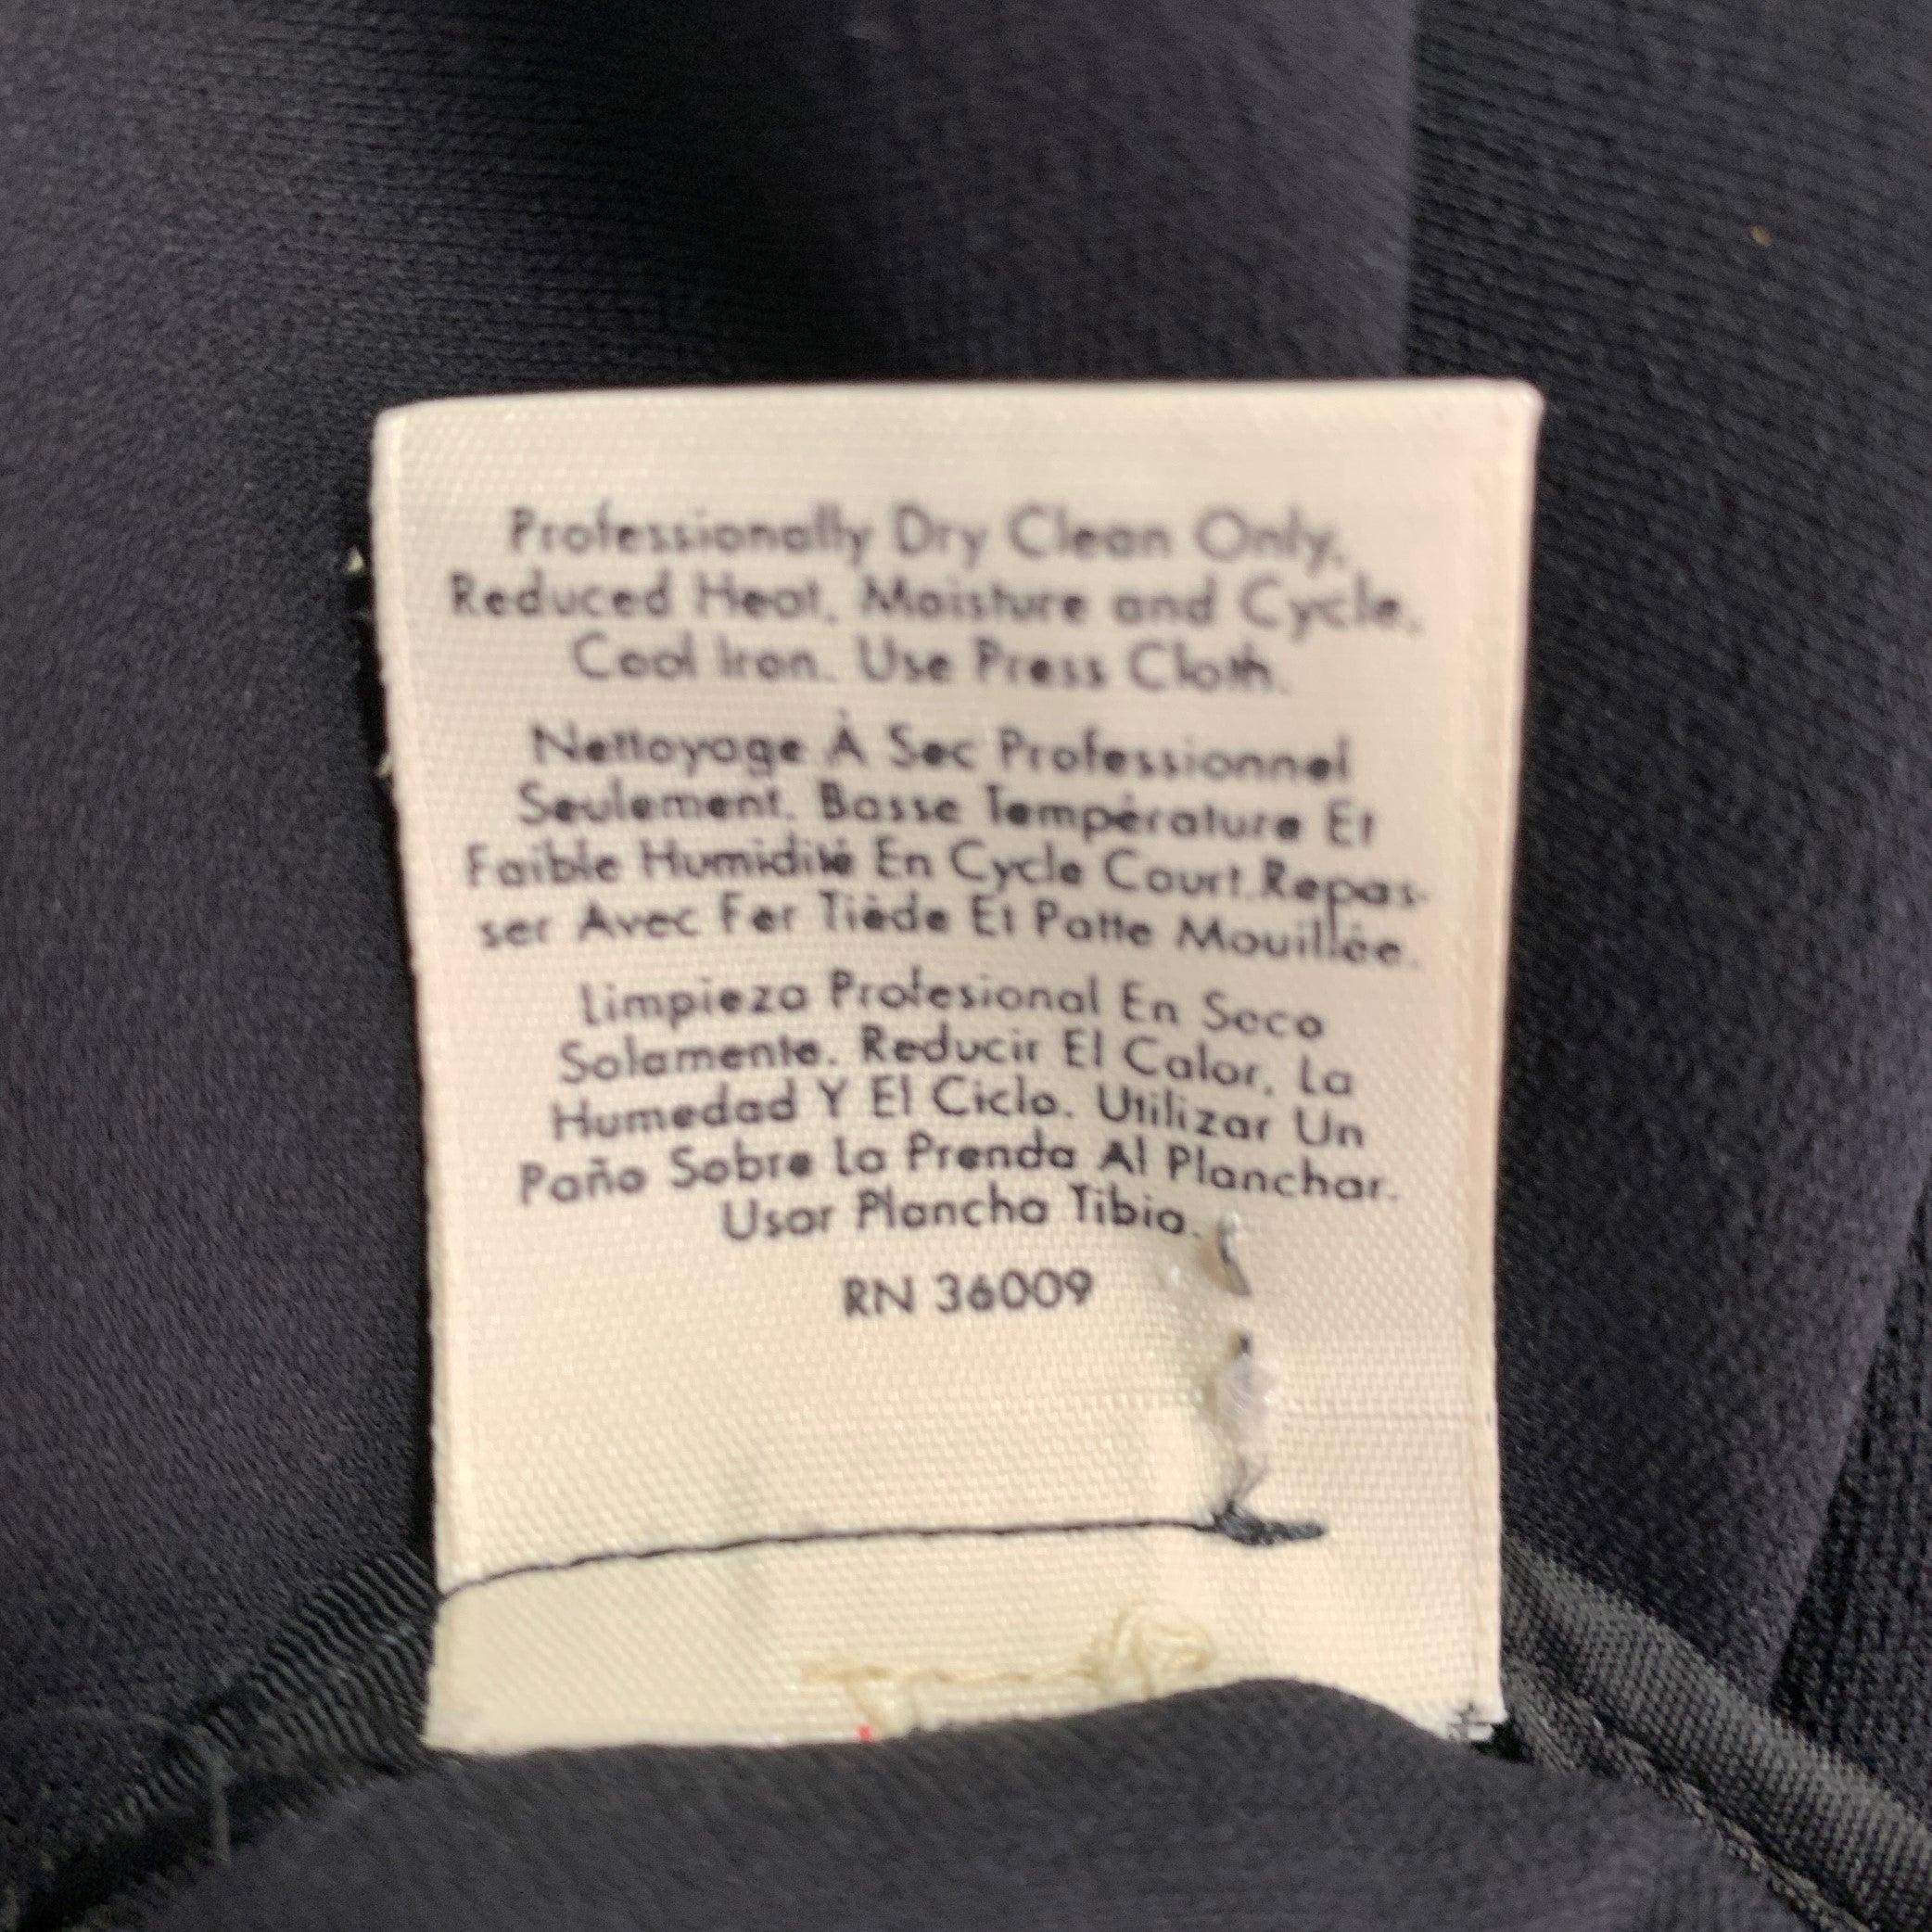 Professionally Dry Clean Only.
Reduced Heat, Moisture and Cycle.
Cool Iron. Use Press Cloth.
Nettoyage À Sec Professionnel
Seulement. Basse Température Et
Faible Humidité En Cycle Court.Repas-
ser Avec Fer Tiède Et Patte Mouillée.
Limpieza Profesional En Seco
Solamente. Reducir El Calor, La
Humedad Y El Ciclo. Utilizar Un
Paño Sobre La Prenda Al Planchar.
Usar Plancha Tibia.
RN 36009